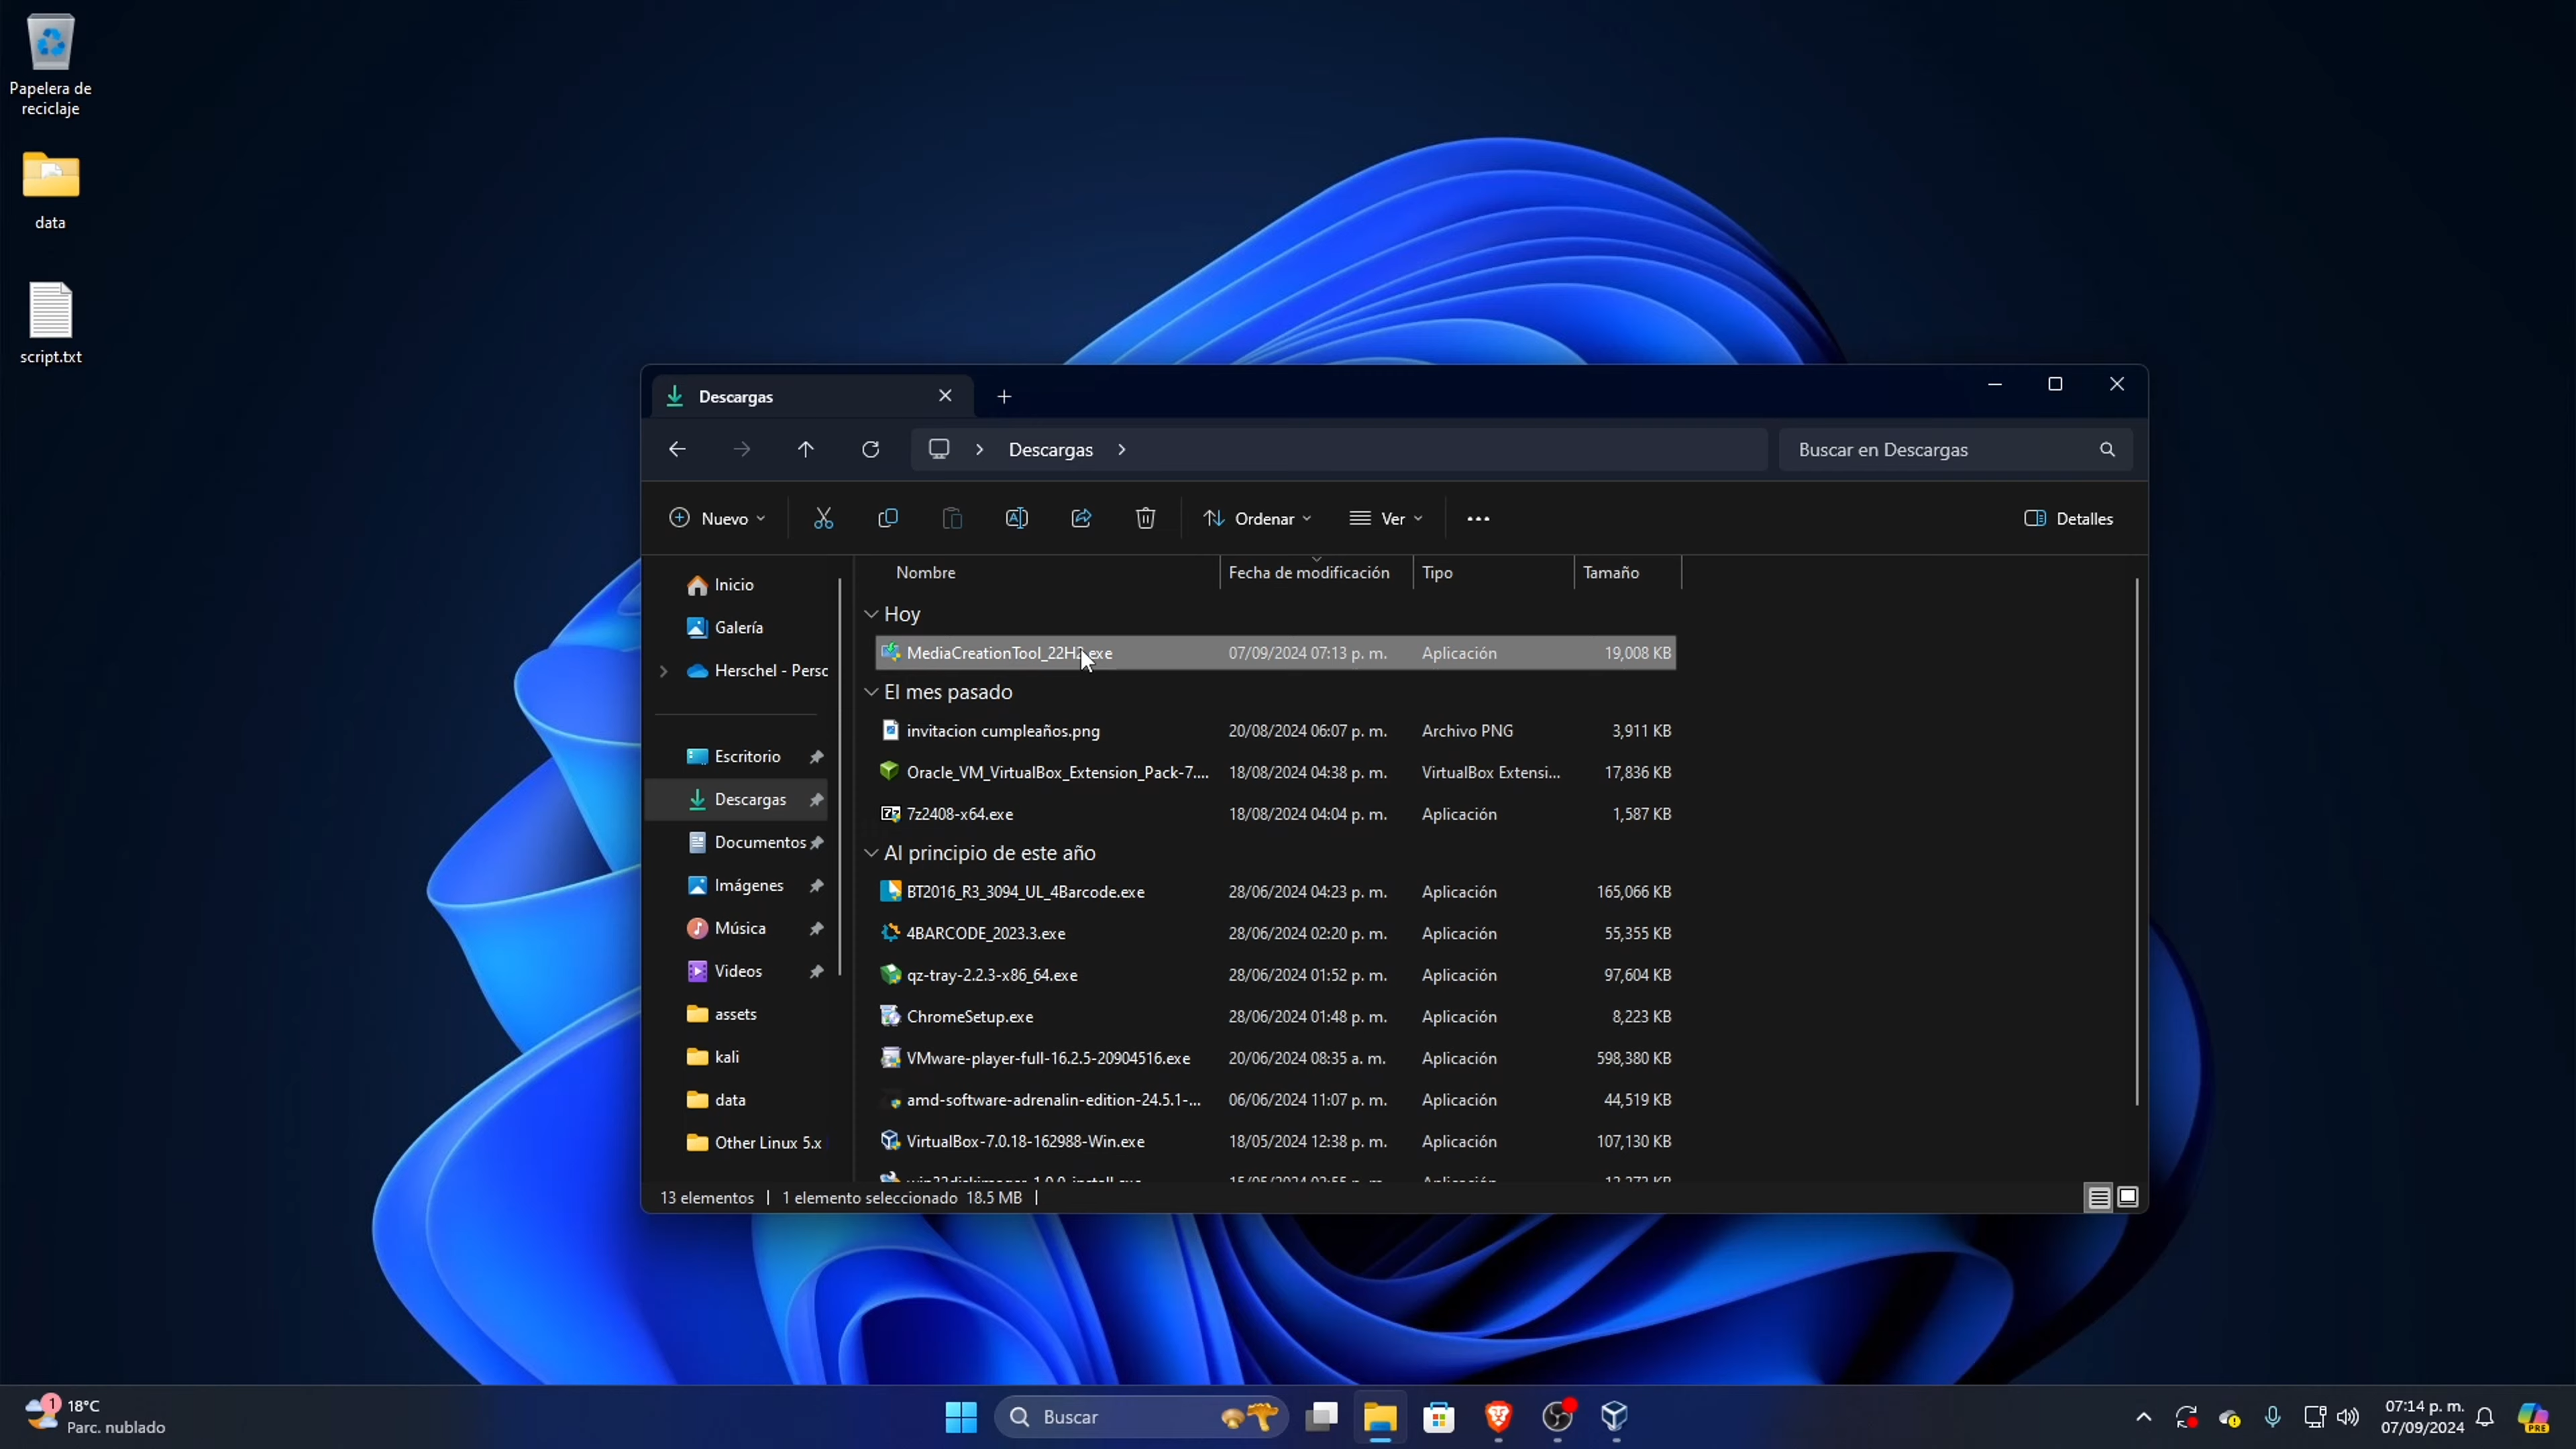 Papelera de
reciclaje
data
script.txt
Descargas
Descargas
Buscar en Descargas
Nuevo
Ordenar
Ver
Detalles
Inicio
Galería
Herschel - Persc
Escritorio
Descargas
Documentos
Imágenes
Música
Videos
assets
kali
data
Other Linux 5.x
Nombre Fecha de modificación Tipo Tamaño
Hoy
MediaCreationTool_22H2.exe 07/09/2024 07:13 p. m. Aplicación 19,008 KB
El mes pasado
invitacion cumpleaños.png 20/08/2024 06:07 p. m. Archivo PNG 3,911 KB
Oracle_VM_VirtualBox_Extension_Pack-7.... 18/08/2024 04:38 p. m. VirtualBox Extensi... 17,836 KB
7z2408-x64.exe 18/08/2024 04:04 p. m. Aplicación 1,587 KB
Al principio de este año
BT2016_R3_3094_UL_4Barcode.exe 28/06/2024 04:23 p. m. Aplicación 165,066 KB
4BARCODE_2023.3.exe 28/06/2024 02:20 p. m. Aplicación 55,355 KB
qz-tray-2.2.3-x86_64.exe 28/06/2024 01:52 p. m. Aplicación 97,604 KB
ChromeSetup.exe 28/06/2024 01:48 p. m. Aplicación 8,223 KB
VMware-player-full-16.2.5-20904516.exe 20/06/2024 08:35 a. m. Aplicación 598,380 KB
amd-software-adrenalin-edition-24.5.1-... 06/06/2024 11:07 p. m. Aplicación 44,519 KB
VirtualBox-7.0.18-162988-Win.exe 18/05/2024 12:38 p. m. Aplicación 107,130 KB
13 elementos 1 elemento seleccionado 18.5 MB
1
18°C
Parc. nublado
Buscar
07:14 p. m.
07/09/2024
PRE